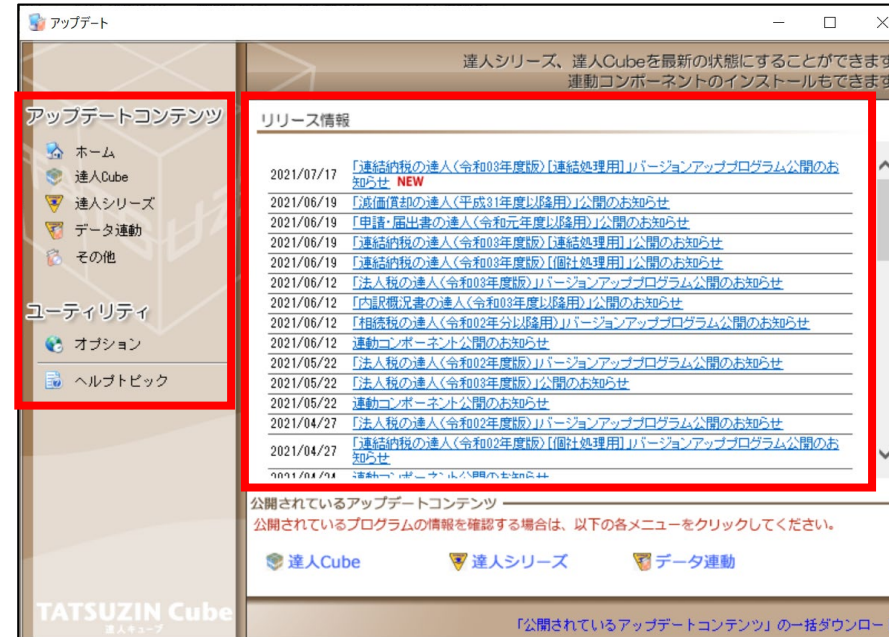 アップデート
達人シリーズ、達人Cubeを最新の状態にすることができます
連動コンポーネントのインストールもできます
アップデートコンテンツ
ホーム
達人Cube
達人シリーズ
データ連動
その他
ユーティリティ
オプション
ヘルプトピック
リリース情報
2021/07/17 「連結納税の達人(令和03年度版)[連結処理用]」バージョンアッププログラム公開のお
知らせ NEW
2021/06/19 「減価償却の達人(平成31年度以降用)」公開のお知らせ
2021/06/19 「申請・届出書の達人(令和元年度以降用)」公開のお知らせ
2021/06/19 「連結納税の達人(令和03年度版)[連結処理用]」公開のお知らせ
2021/06/19 「連結納税の達人(令和03年度版)[個社処理用]」公開のお知らせ
2021/06/12 「法人税の達人(令和03年度版)」バージョンアッププログラム公開のお知らせ
2021/06/12 「内訳概況書の達人(令和03年度以降用)」公開のお知らせ
2021/06/12 「相続税の達人(令和02年分以降用)」バージョンアッププログラム公開のお知らせ
2021/06/12 連動コンポーネント公開のお知らせ
2021/05/22 「法人税の達人(令和02年度版)」バージョンアッププログラム公開のお知らせ
2021/05/22 「法人税の達人(令和03年度版)」公開のお知らせ
2021/05/22 連動コンポーネント公開のお知らせ
2021/04/27 「法人税の達人(令和02年度版)」バージョンアッププログラム公開のお知らせ
2021/04/27 「連結納税の達人(令和02年度版)[個社処理用]」バージョンアッププログラム公開のお
知らせ
2021/04/24 連動コンポーネント公開のお知らせ
公開されているアップデートコンテンツ
公開されているプログラムの情報を確認する場合は、以下の各メニューをクリックしてください。
達人Cube 達人シリーズ データ連動
TATSUZIN Cube
達人キューブ
「公開されているアップデートコンテンツ」の一括ダウンロー